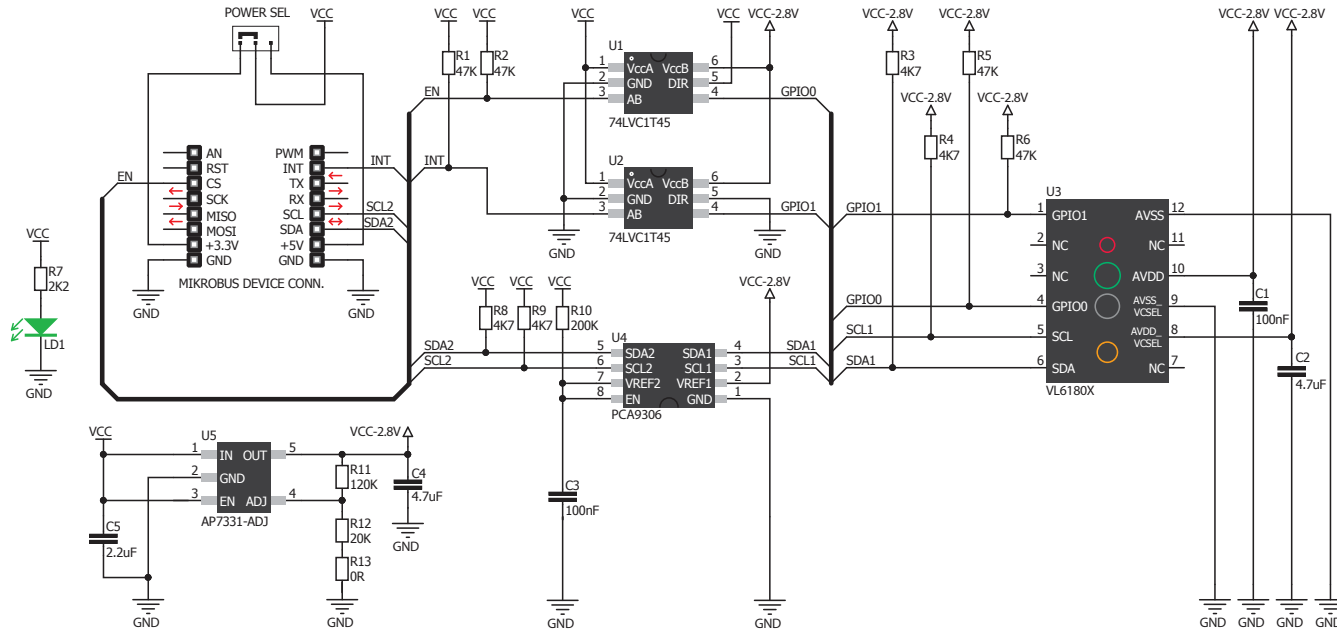 POWER SEL
VCC
AN
RST
CS
SCK
MISO
MOSI
+3.3V
GND
PWM
INT
TX
RX
SCL
SDA
+5V
GND
EN
INT
SCL2
SDA2
MIKROBUS DEVICE CONN.
GND
GND
VCC
R7
2K2
LD1
GND
VCC
R1
47K
VCC
R2
47K
EN
INT
VCC
VCC
VCC-2.8V
U1
1 VccA VccB 6
2 GND DIR 5
3 AB 4
74LVC1T45
GPIO0
U2
1 VccA VccB 6
2 GND DIR 5
3 AB 4
74LVC1T45
GPIO1
GND
GND
VCC
R8
4K7
VCC
R9
4K7
VCC
R10
200K
VCC-2.8V
SDA2
SCL2
U4
5 SDA2 SDA1 4
6 SCL2 SCL1 3
7 VREF2 VREF1 2
8 EN GND 1
PCA9306
SDA1
SCL1
C3
100nF
GND
GND
VCC
U5
1 IN OUT 5
2 GND
3 EN ADJ 4
AP7331-ADJ
VCC-2.8V
R11
120K
R12
20K
R13
0R
C4
4.7uF
GND
C5
2.2uF
GND
GND
VCC-2.8V
R3
4K7
VCC-2.8V
R5
47K
VCC-2.8V
R4
4K7
VCC-2.8V
R6
47K
GPIO1
GPIO0
SCL1
SDA1
U3
1 GPIO1 AVSS 12
2 NC NC 11
3 NC AVDD 10
4 GPIO0 AVSS_VCSEL 9
5 SCL AVDD_VCSEL 8
6 SDA NC 7
VL6180X
VCC-2.8V
VCC-2.8V
C1
100nF
C2
4.7uF
GND
GND
GND
GND